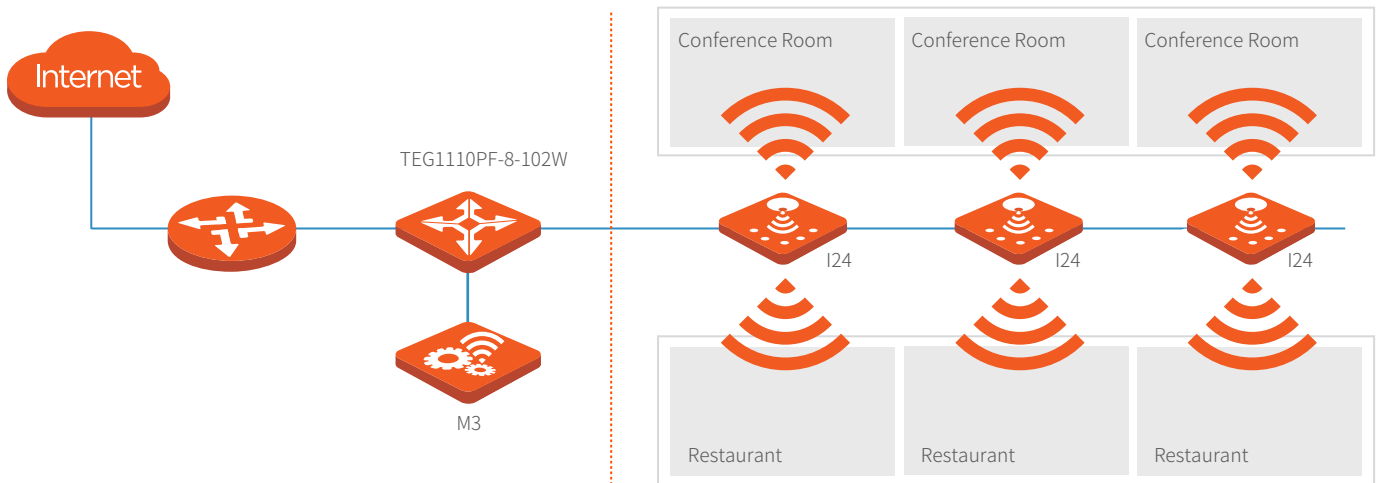 Internet
TEG1110PF-8-102W
M3
Conference Room
Conference Room
Conference Room
I24
I24
I24
Restaurant
Restaurant
Restaurant